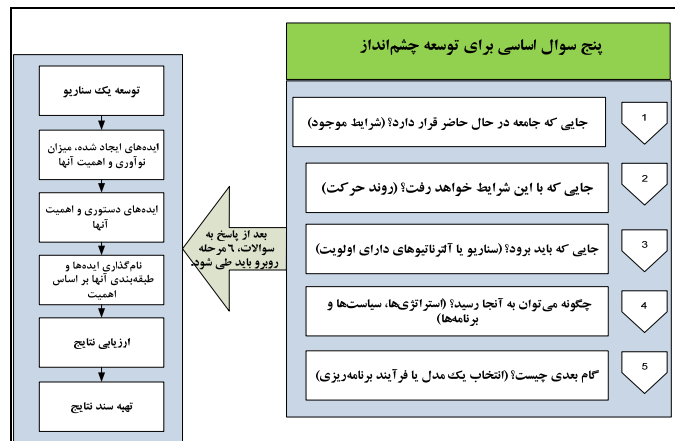 پنج سوال اساسی برای توسعه چشم‌انداز
1
جایی که جامعه در حال حاضر قرار دارد؟ (شرایط موجود)
2
جایی که با این شرایط خواهد رفت؟ (روند حرکت)
3
جایی که باید برود؟ (سناریو یا آلترناتیوهای دارای اولویت)
4
چگونه می‌توان به آنجا رسید؟ (استراتژی‌ها، سیاست‌ها و
برنامه‌ها)
5
گام بعدی چیست؟ (انتخاب یک مدل یا فرآیند برنامه‌ریزی)
بعد از پاسخ به
سوالات، ٦ مرحله
روبرو باید طی شود.
توسعه یک سناریو
ایده‌های ایجاد شده، میزان
نوآوری و اهمیت آنها
ایده‌های دستوری و اهمیت
آنها
نام‌گذاری ایده‌ها و
طبقه‌بندی آنها بر اساس
اهمیت
ارزیابی نتایج
تهیه سند نتایج